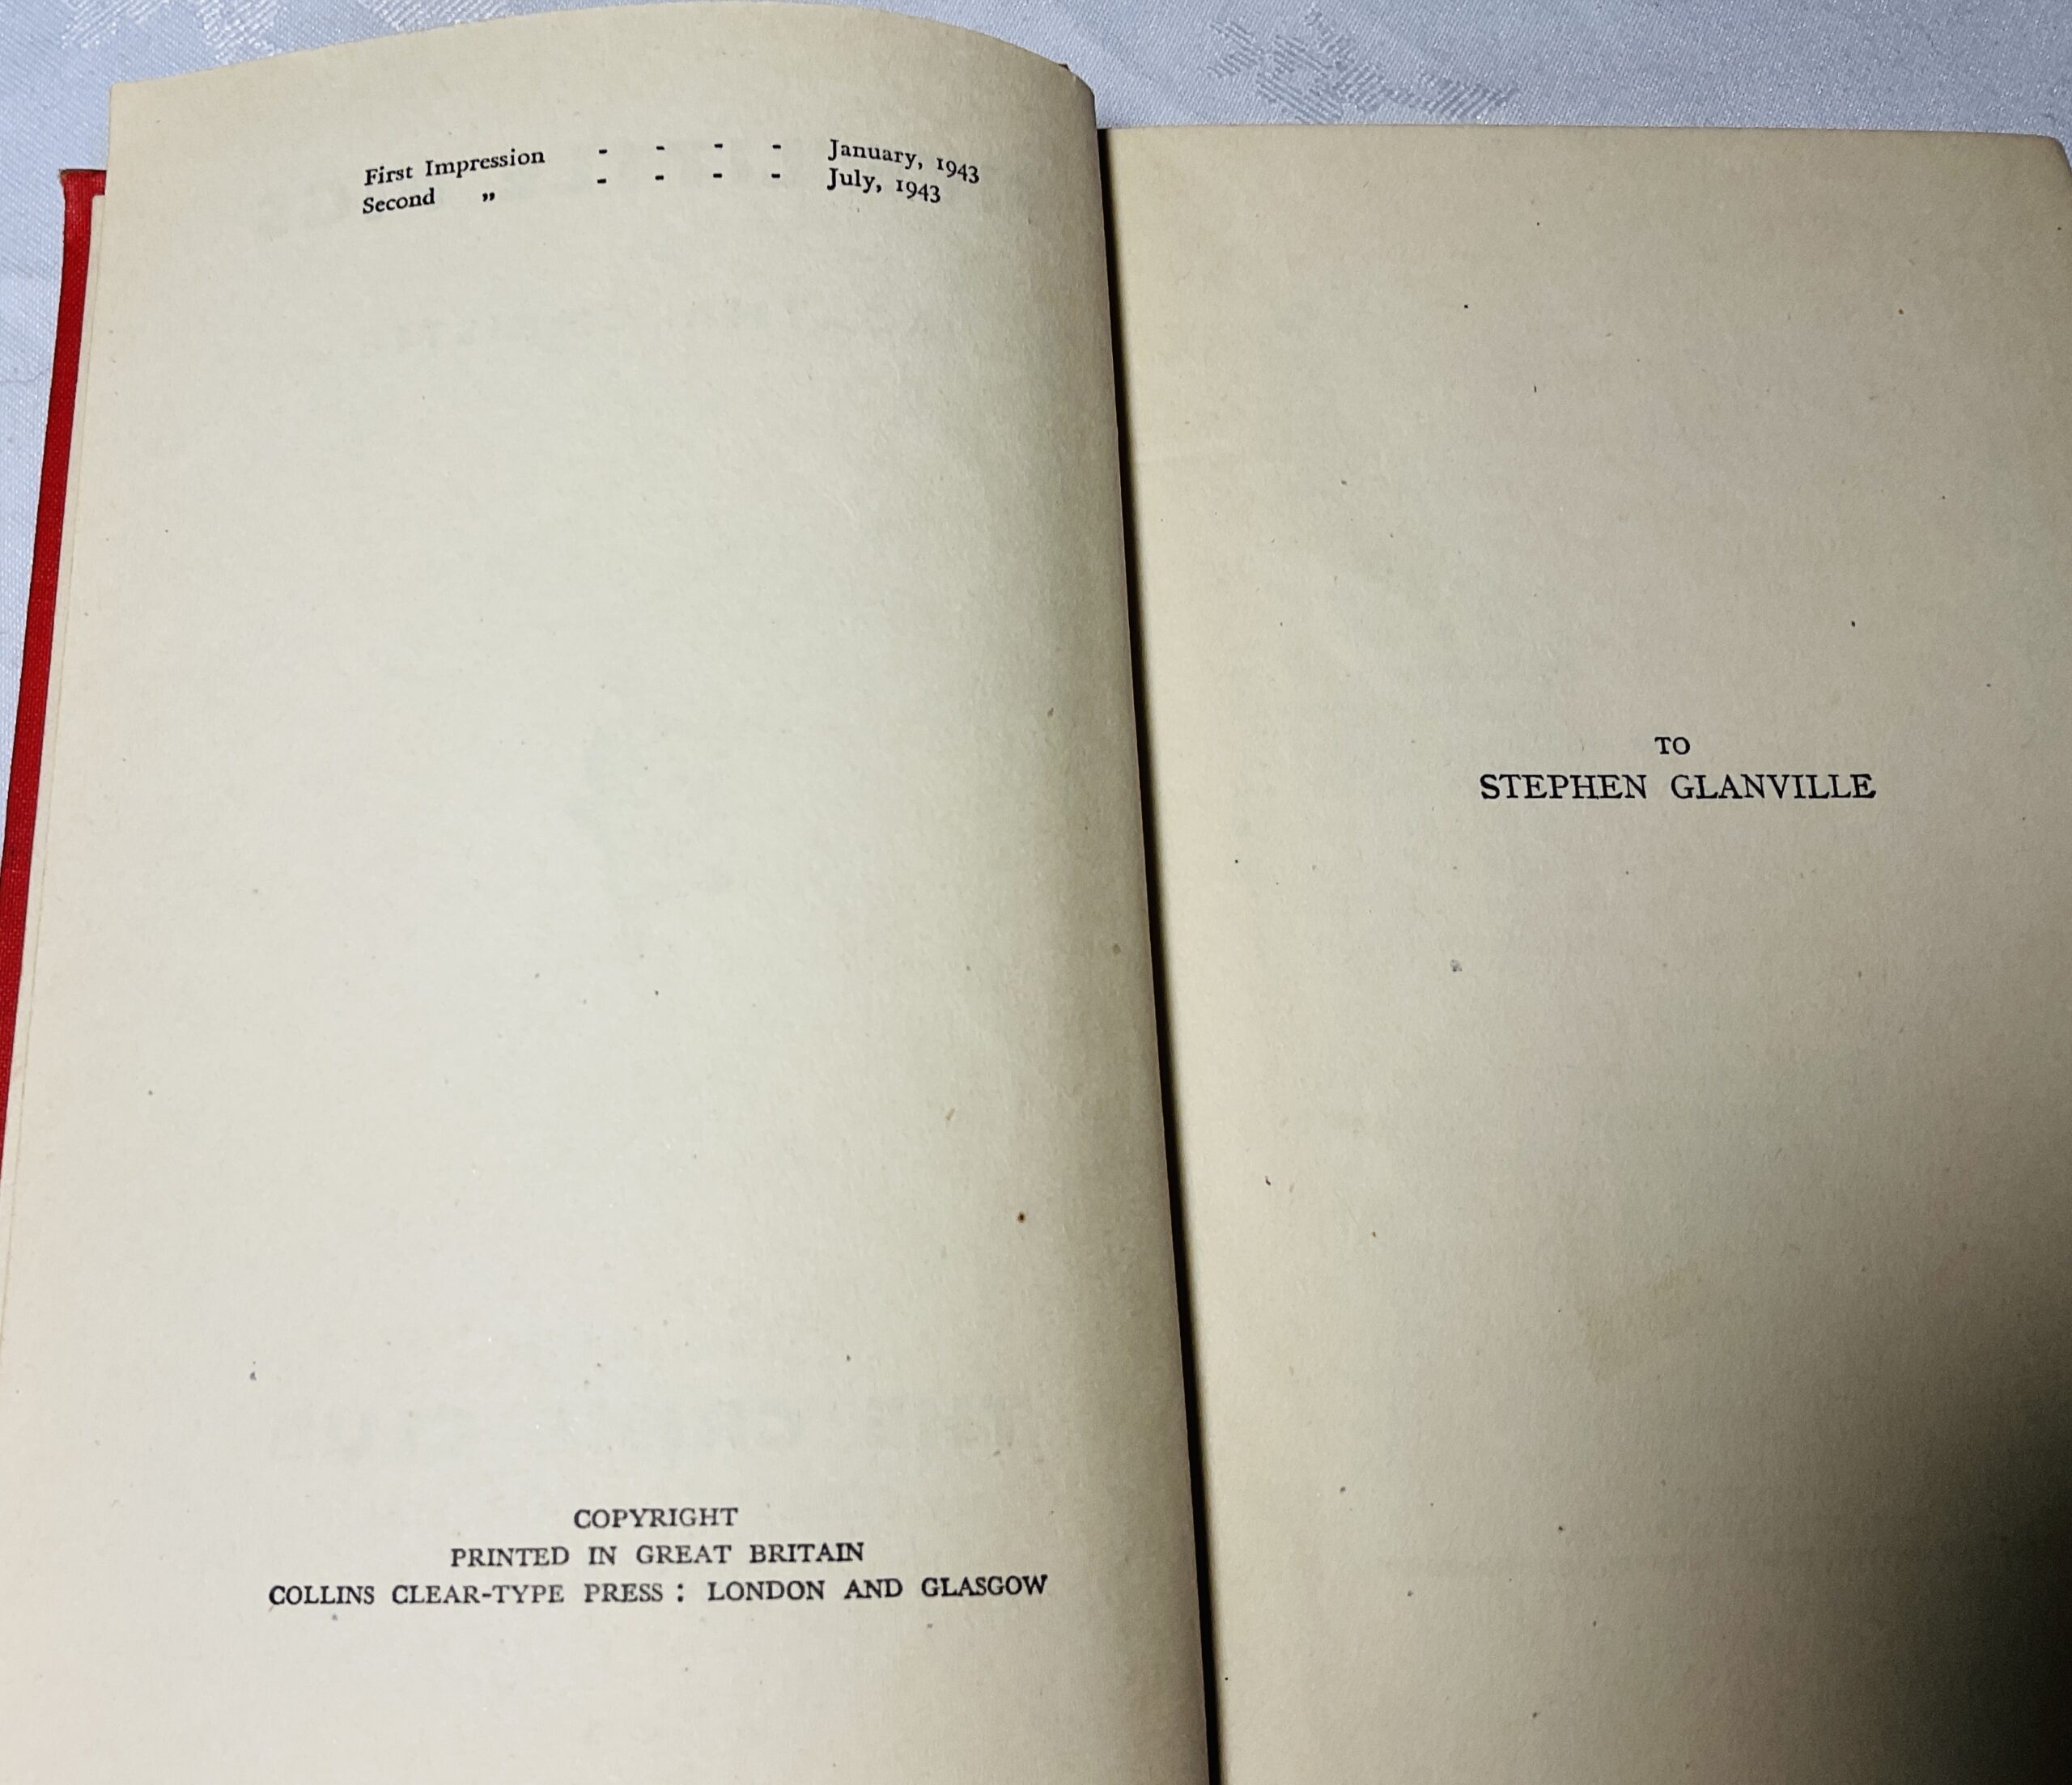 First Impression - - - - January, 1943
Second „ - - - - July, 1943
COPYRIGHT
PRINTED IN GREAT BRITAIN
COLLINS CLEAR-TYPE PRESS : LONDON AND GLASGOW
TO
STEPHEN GLANVILLE